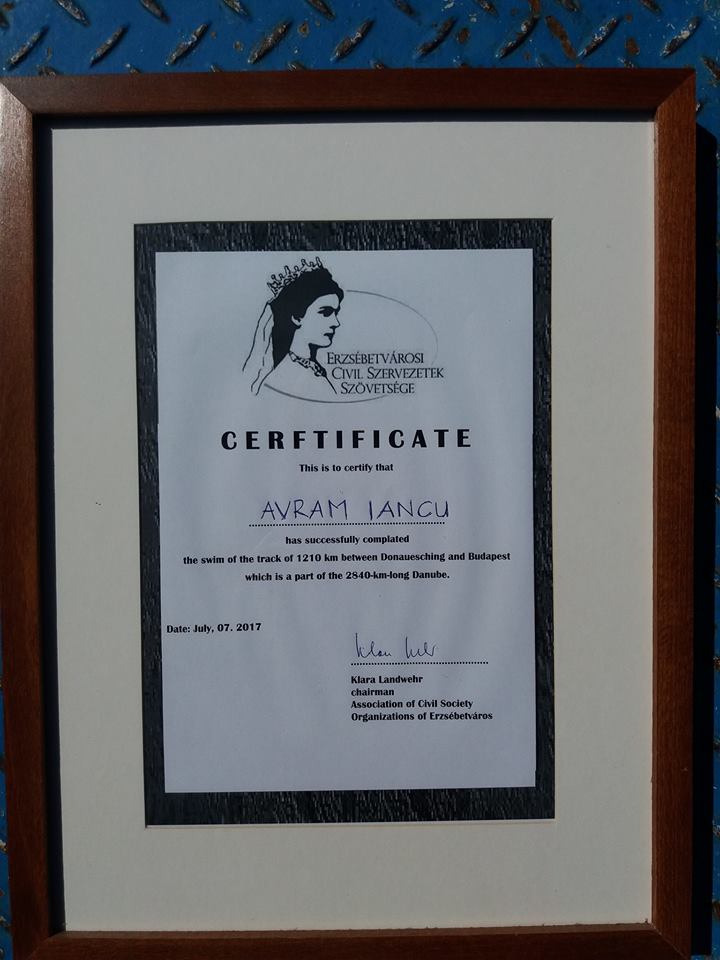 ERZSÉBETVÁROSI
CIVIL SZERVEZETEK
SZÖVETSÉGE
CERFTIFICATE
This is to certify that
AVRAM IANCU
has successfully complated
the swim of the track of 1210 km between Donauesching and Budapest
which is a part of the 2840-km-long Danube.
Date: July, 07. 2017
Klara Landwehr
chairman
Association of Civil Society
Organizations of Erzsébetváros